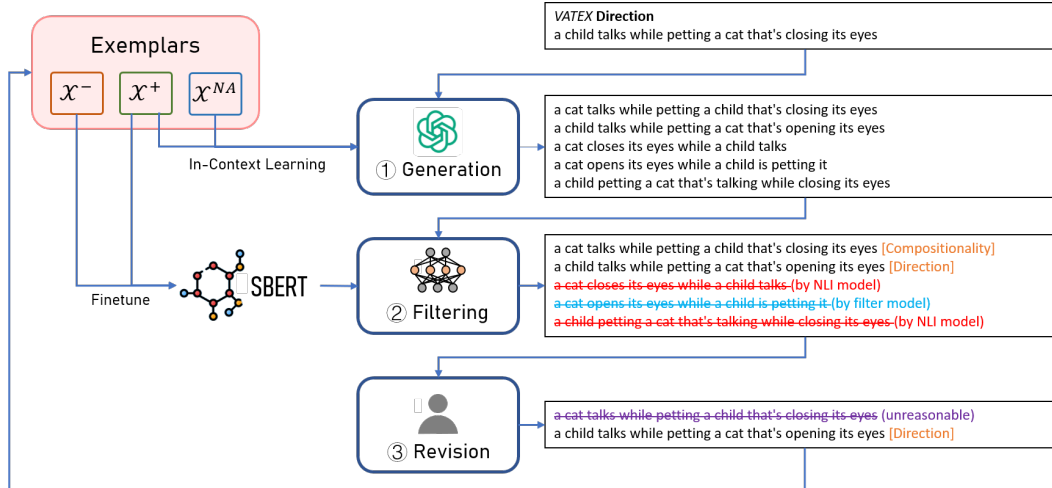 Exemplars
𝒳⁻
𝒳⁺
𝒳ᴺᴬ
In-Context Learning
Finetune
SBERT
① Generation
② Filtering
③ Revision
VATEX Direction
a child talks while petting a cat that's closing its eyes
a cat talks while petting a child that's closing its eyes
a child talks while petting a cat that's opening its eyes
a cat closes its eyes while a child talks
a cat opens its eyes while a child is petting it
a child petting a cat that's talking while closing its eyes
a cat talks while petting a child that's closing its eyes [Compositionality]
a child talks while petting a cat that's opening its eyes [Direction]
a cat closes its eyes while a child talks (by NLI model)
a cat opens its eyes while a child is petting it (by filter model)
a child petting a cat that's talking while closing its eyes (by NLI model)
a cat talks while petting a child that's closing its eyes (unreasonable)
a child talks while petting a cat that's opening its eyes [Direction]